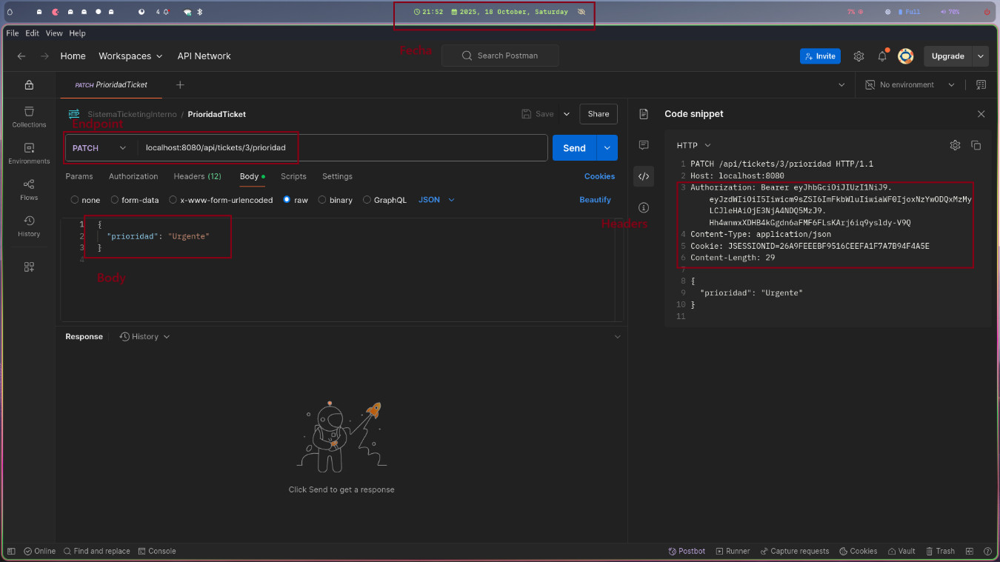 4
21:52 2025, 18 October, Saturday
7%
Full
70%
File Edit View Help
Home Workspaces API Network
Fecha
Search Postman
Invite
Upgrade
PATCH PrioridadTicket
No environment
HTTP SistemaTicketingInterno / PrioridadTicket
Save
Share
Endpoint
PATCH localhost:8080/api/tickets/3/prioridad
Send
Params Authorization Headers (12) Body Scripts Settings
Cookies
none form-data x-www-form-urlencoded raw binary GraphQL JSON
Beautify
1 {
2 "prioridad": "Urgente"
3 }
4
Body
Collections
Environments
Flows
History
Response History
Click Send to get a response
Code snippet
HTTP
1 PATCH /api/tickets/3/prioridad HTTP/1.1
2 Host: localhost:8080
3 Authorization: Bearer eyJhbGciOiJIUzI1NiJ9.
eyJzdWIiOiI5Iiwicm9sZSI6ImFkbWluIiwiaWF0IjoxNzYwODQxMzMy
LCJleHAiOjE3NjA4NDQ5MzJ9.
Hh4wnwxXDHB4kGgdn6aFMF6FLsKArj6iq9ysldy-V9Q
4 Content-Type: application/json
5 Cookie: JSESSIONID=26A9FEEEBF9516CEEFA1F7A7B94F4A5E
6 Content-Length: 29
7
8 {
9 "prioridad": "Urgente"
10 }
11
Headers
Online Find and replace Console
Postbot Runner Capture requests Cookies Vault Trash